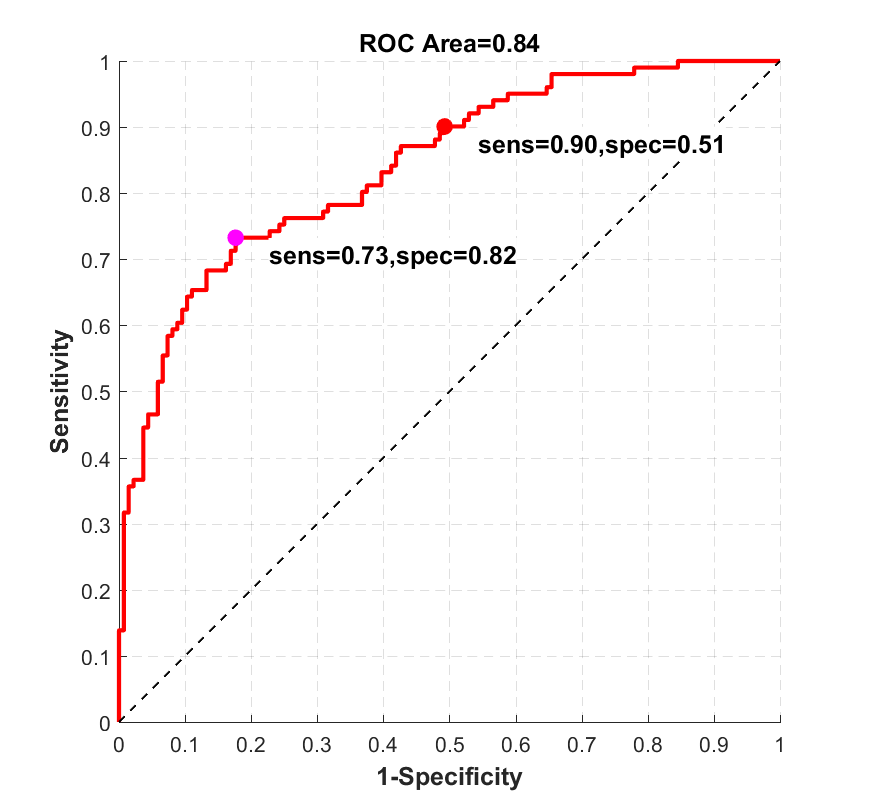 ROC Area=0.84
1
0.9
0.8
0.7
0.6
0.5
0.4
0.3
0.2
0.1
0
Sensitivity
sens=0.90,spec=0.51
sens=0.73,spec=0.82
0 0.1 0.2 0.3 0.4 0.5 0.6 0.7 0.8 0.9 1
1-Specificity